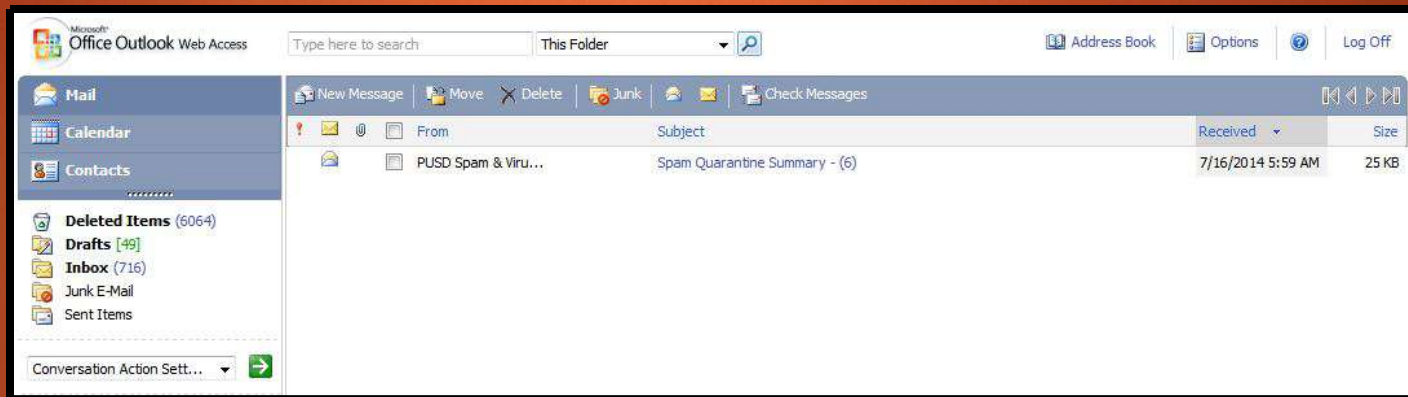 Microsoft®
Office Outlook Web Access
Type here to search
This Folder
Address Book
Options
Log Off
Mail
New Message
Move
Delete
Junk
Check Messages
Calendar
From
Subject
Received
Size
Contacts
PUSD Spam & Viru...
Spam Quarantine Summary - (6)
7/16/2014 5:59 AM
25 KB
Deleted Items (6064)
Drafts [49]
Inbox (716)
Junk E-Mail
Sent Items
Conversation Action Sett...